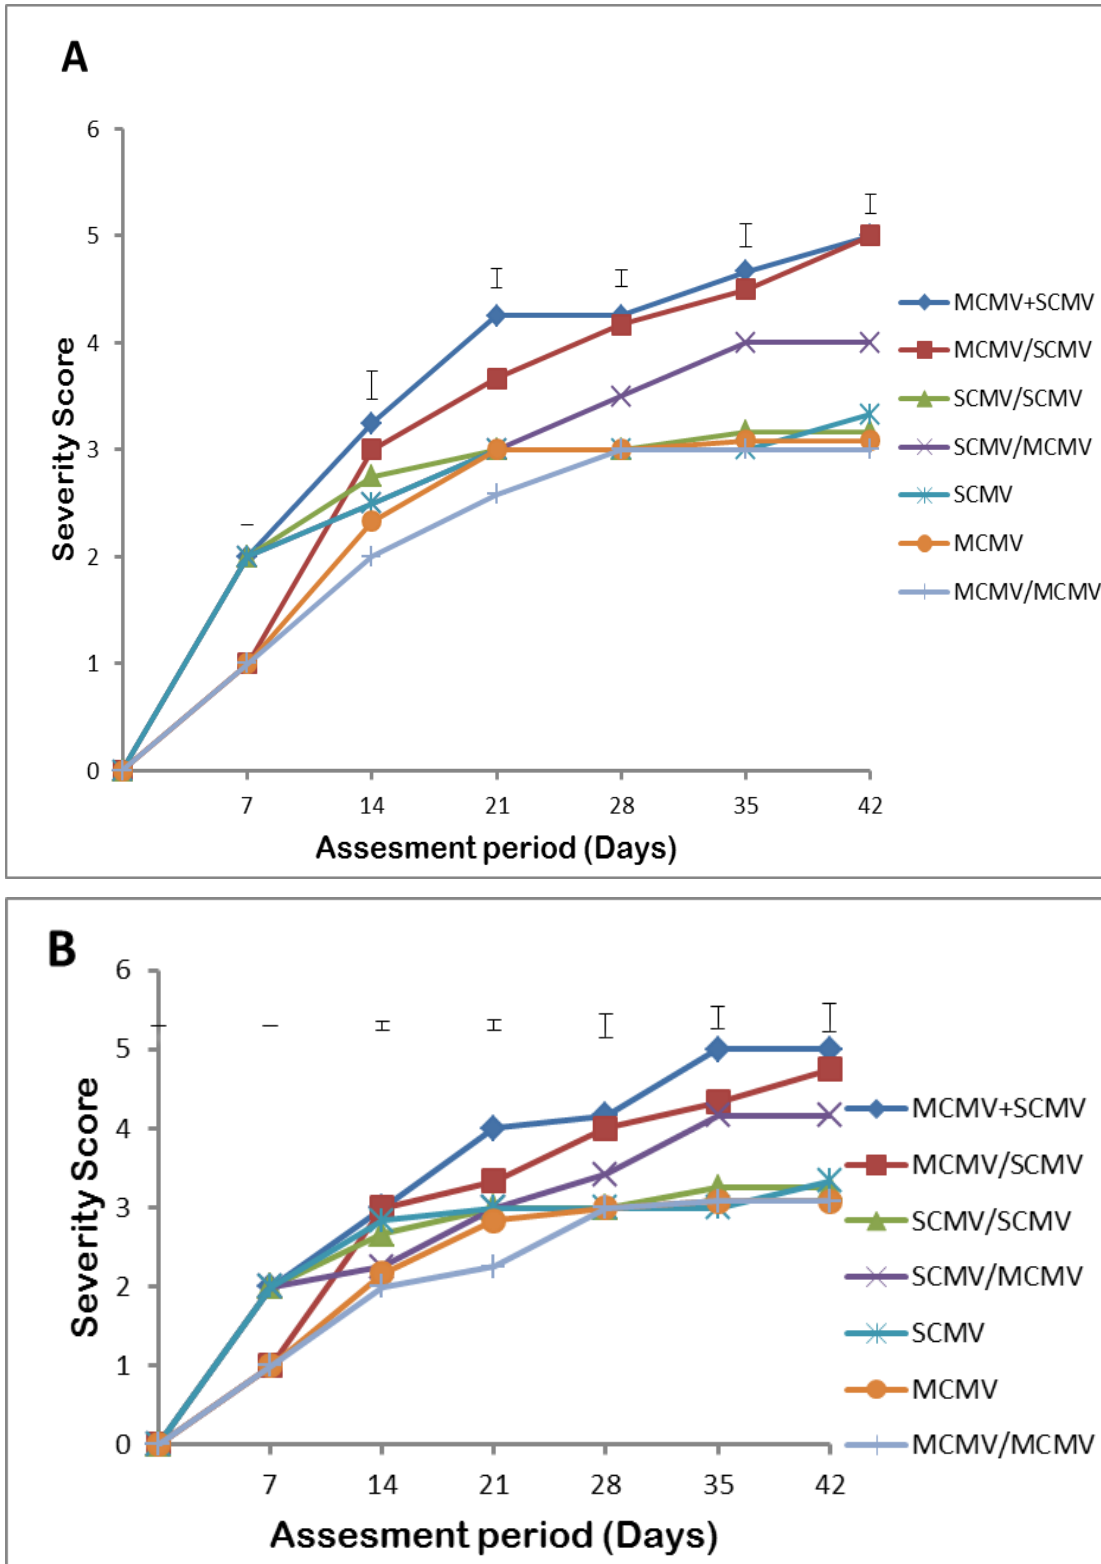 A
6
5
4
3
2
1
0
Severity Score
7 14 21 28 35 42
Assesment period (Days)
MCMV+SCMV
MCMV/SCMV
SCMV/SCMV
SCMV/MCMV
SCMV
MCMV
MCMV/MCMV
B
6
5
4
3
2
1
0
Severity Score
7 14 21 28 35 42
Assesment period (Days)
MCMV+SCMV
MCMV/SCMV
SCMV/SCMV
SCMV/MCMV
SCMV
MCMV
MCMV/MCMV